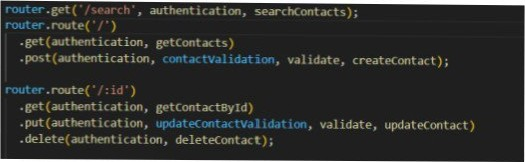 router.get('/search', authentication, searchContacts);
router.route('/')
.get(authentication, getContacts)
.post(authentication, contactValidation, validate, createContact);
router.route('/:id')
.get(authentication, getContactById)
.put(authentication, updateContactValidation, validate, updateContact)
.delete(authentication, deleteContact);